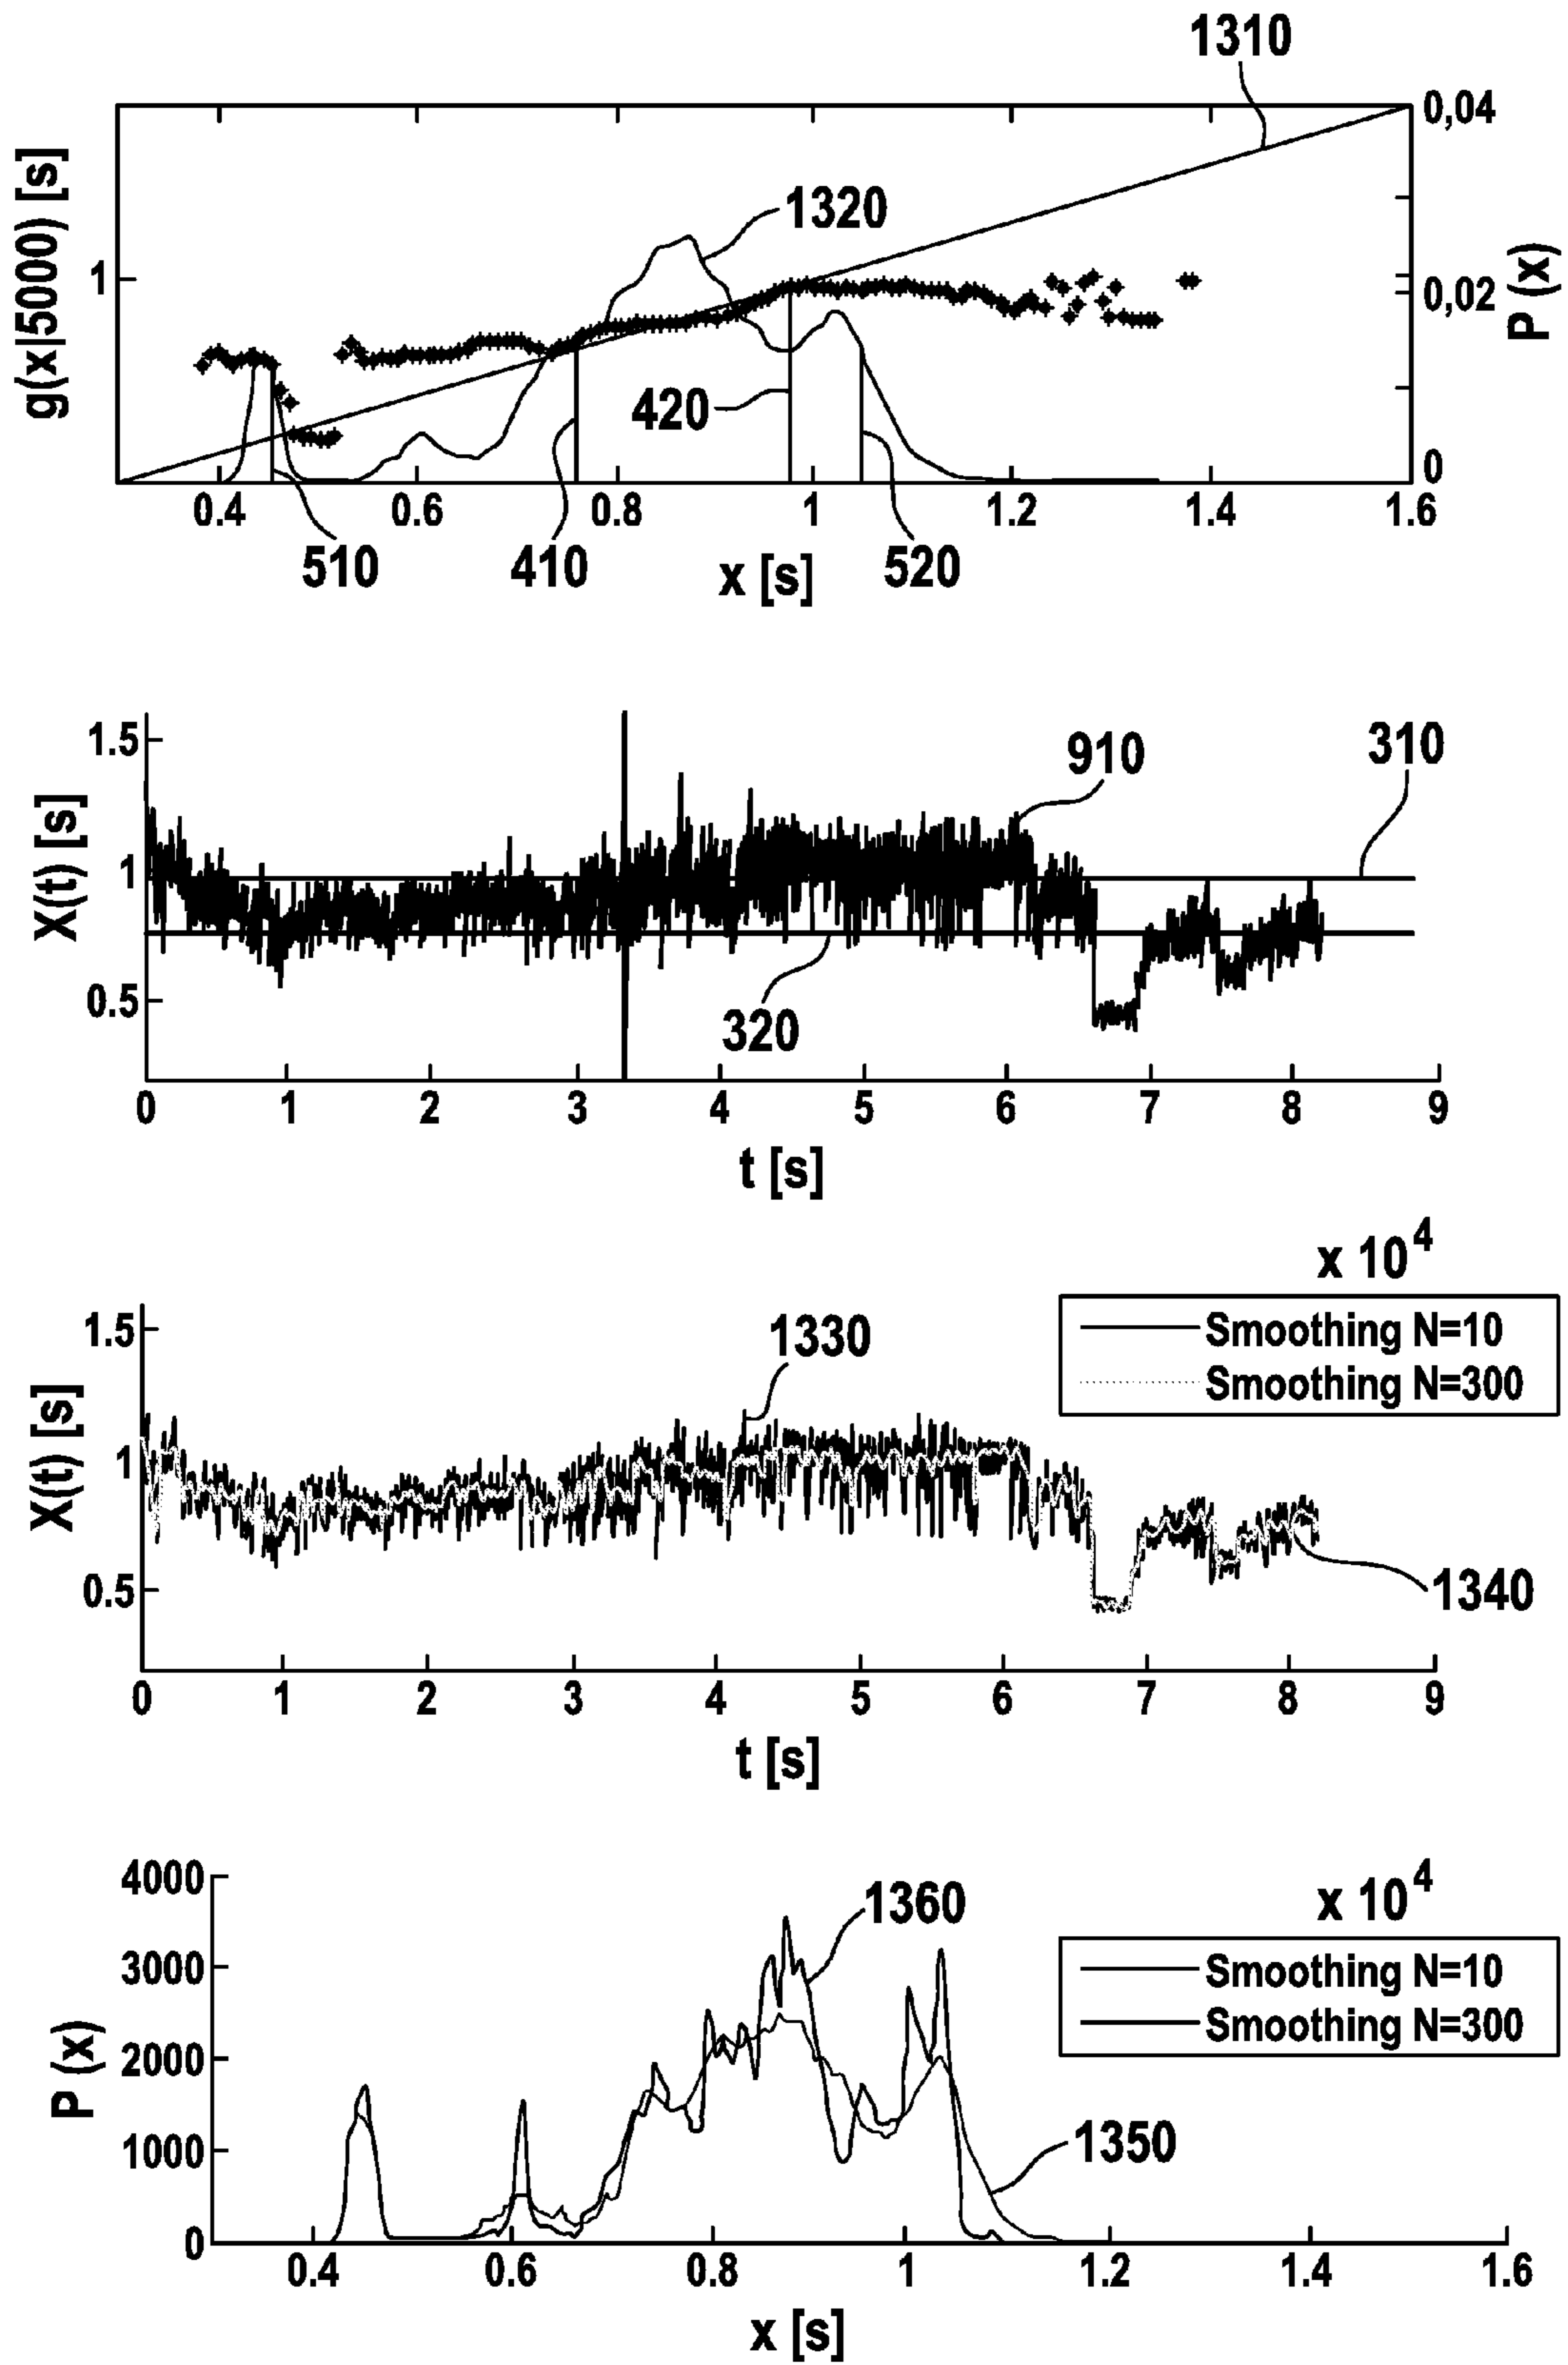 1310
g(x|5000) [s]
1
1320
0,04
0,02
0
P (x)
420
0.4 0.6 0.8 1 1.2 1.4 1.6
510 410 x [s] 520
X(t) [s]
1.5
1
0.5
910
310
320
0 1 2 3 4 5 6 7 8 9
t [s]
x 10⁴
X(t) [s]
1.5
1
0.5
1330
Smoothing N=10
Smoothing N=300
1340
0 1 2 3 4 5 6 7 8 9
t [s]
x 10⁴
P (x)
4000
3000
2000
1000
0
1360
Smoothing N=10
Smoothing N=300
1350
0.4 0.6 0.8 1 1.2 1.4 1.6
x [s]